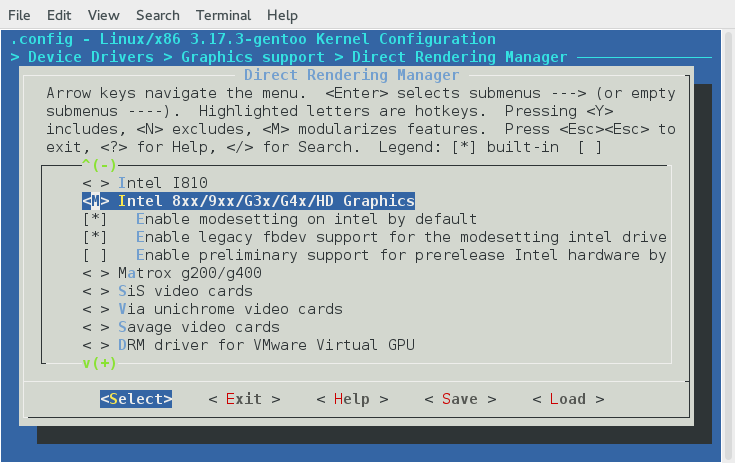 File Edit View Search Terminal Help
.config - Linux/x86 3.17.3-gentoo Kernel Configuration
> Device Drivers > Graphics support > Direct Rendering Manager
Direct Rendering Manager
Arrow keys navigate the menu.  <Enter> selects submenus ---> (or empty
submenus ----).  Highlighted letters are hotkeys.  Pressing <Y>
includes, <N> excludes, <M> modularizes features.  Press <Esc><Esc> to
exit, <?> for Help, </> for Search.  Legend: [*] built-in  [ ]
^(-)
< > Intel I810
<M> Intel 8xx/9xx/G3x/G4x/HD Graphics
[*]   Enable modesetting on intel by default
[*]   Enable legacy fbdev support for the modesetting intel drive
[ ]   Enable preliminary support for prerelease Intel hardware by
< > Matrox g200/g400
< > SiS video cards
< > Via unichrome video cards
< > Savage video cards
< > DRM driver for VMware Virtual GPU
v(+)
<Select>    < Exit >    < Help >    < Save >    < Load >